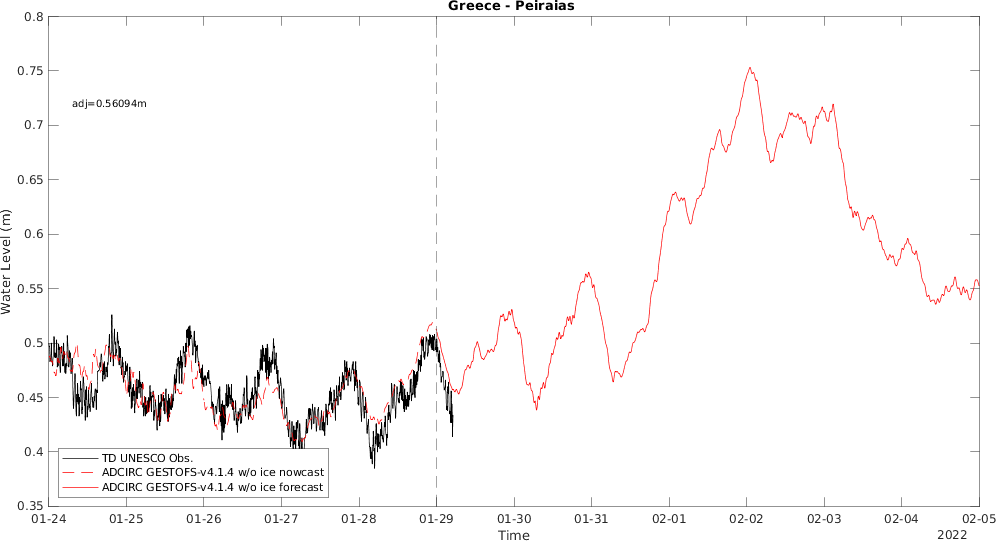 Greece - Peiraias
0.8
0.75
0.7
0.65
0.6
0.55
0.5
0.45
0.4
0.35
Water Level (m)
adj=0.56094m
TD UNESCO Obs.
ADCIRC GESTOFS-v4.1.4 w/o ice nowcast
ADCIRC GESTOFS-v4.1.4 w/o ice forecast
01-24 01-25 01-26 01-27 01-28 01-29 01-30 01-31 02-01 02-02 02-03 02-04 02-05
Time
2022